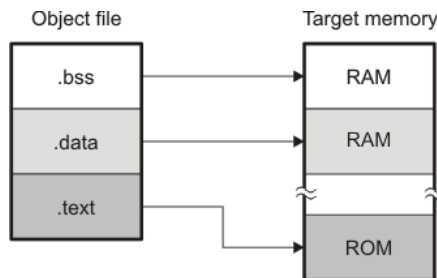 Object file
Target memory
.bss
RAM
.data
RAM
.text
ROM